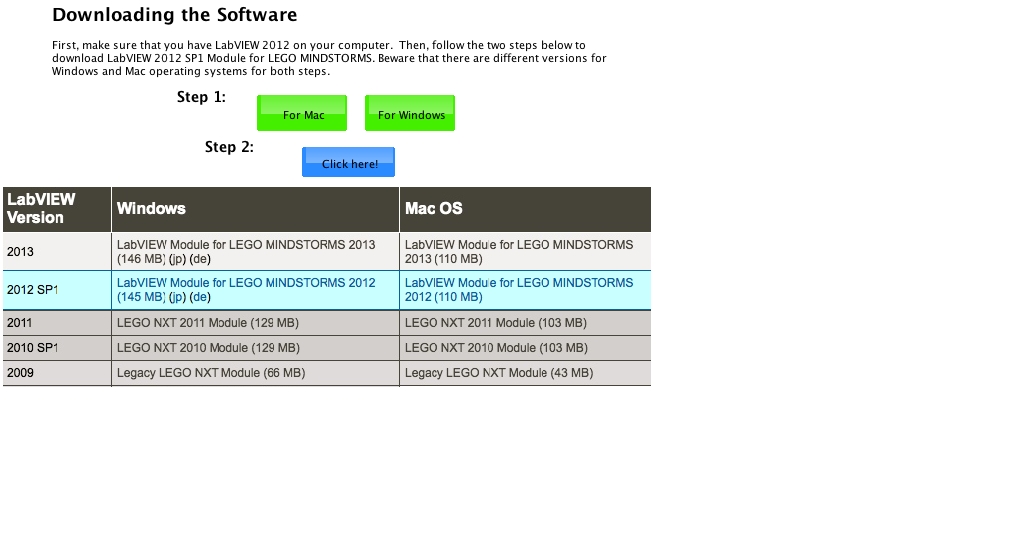 Downloading the Software
First, make sure that you have LabVIEW 2012 on your computer.  Then, follow the two steps below to
download LabVIEW 2012 SP1 Module for LEGO MINDSTORMS. Beware that there are different versions for
Windows and Mac operating systems for both steps.
Step 1:
For Mac
For Windows
Step 2:
Click here!
LabVIEW
Version
Windows
Mac OS
2013
LabVIEW Module for LEGO MINDSTORMS 2013
(146 MB) (jp) (de)
LabVIEW Module for LEGO MINDSTORMS
2013 (110 MB)
2012 SP1
LabVIEW Module for LEGO MINDSTORMS 2012
(145 MB) (jp) (de)
LabVIEW Module for LEGO MINDSTORMS
2012 (110 MB)
2011
LEGO NXT 2011 Module (129 MB)
LEGO NXT 2011 Module (103 MB)
2010 SP1
LEGO NXT 2010 Module (129 MB)
LEGO NXT 2010 Module (103 MB)
2009
Legacy LEGO NXT Module (66 MB)
Legacy LEGO NXT Module (43 MB)